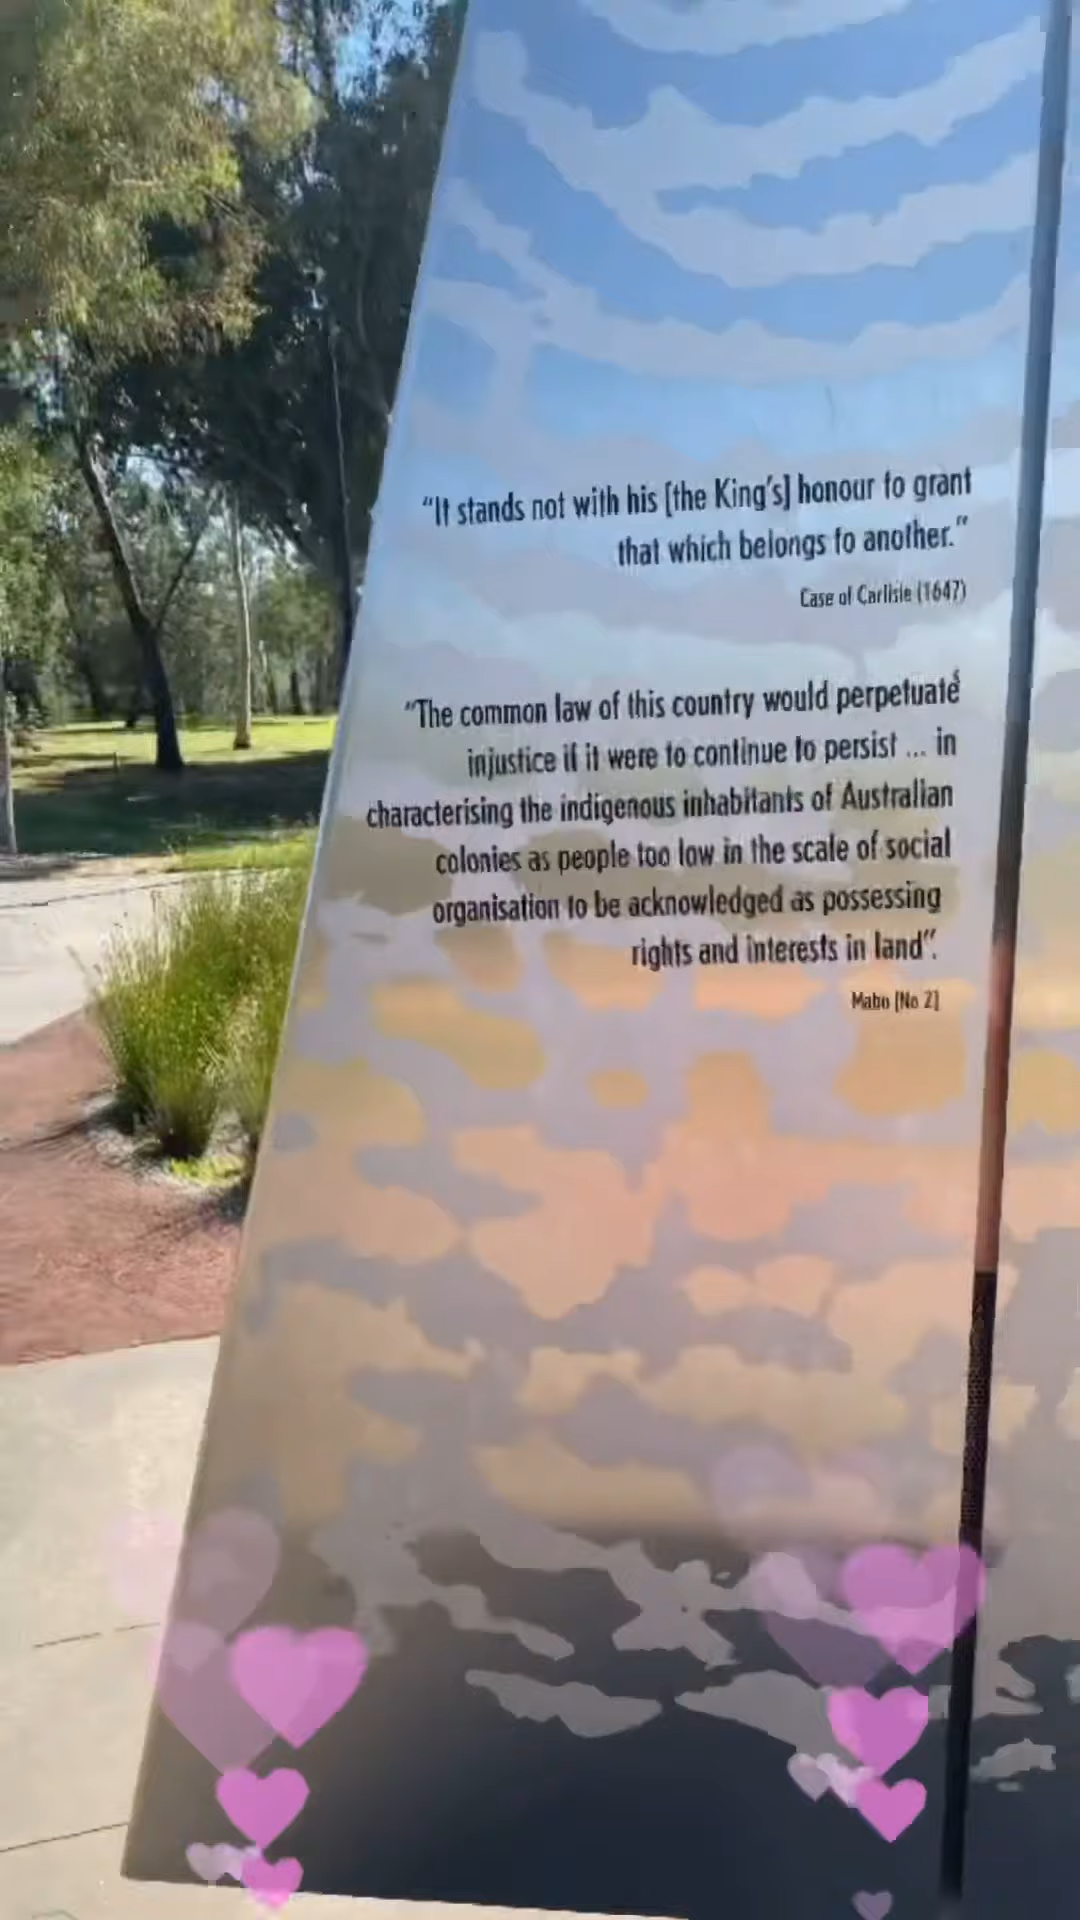 “It stands not with his [the King’s] honour to grant
that which belongs to another.”
Case of Carlisle (1647)
“The common law of this country would perpetuate
injustice if it were to continue to persist ... in
characterising the indigenous inhabitants of Australian
colonies as people too low in the scale of social
organisation to be acknowledged as possessing
rights and interests in land”.
Mabo [No 2]